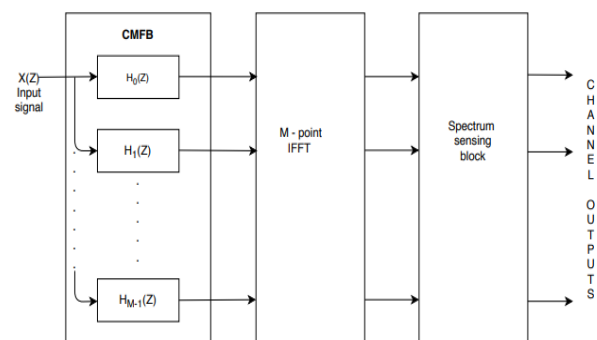 CMFB
X(Z)
Input
signal
H0(Z)
H1(Z)
HM-1(Z)
M - point
IFFT
Spectrum
sensing
block
C
H
A
N
N
E
L
O
U
T
P
U
T
S